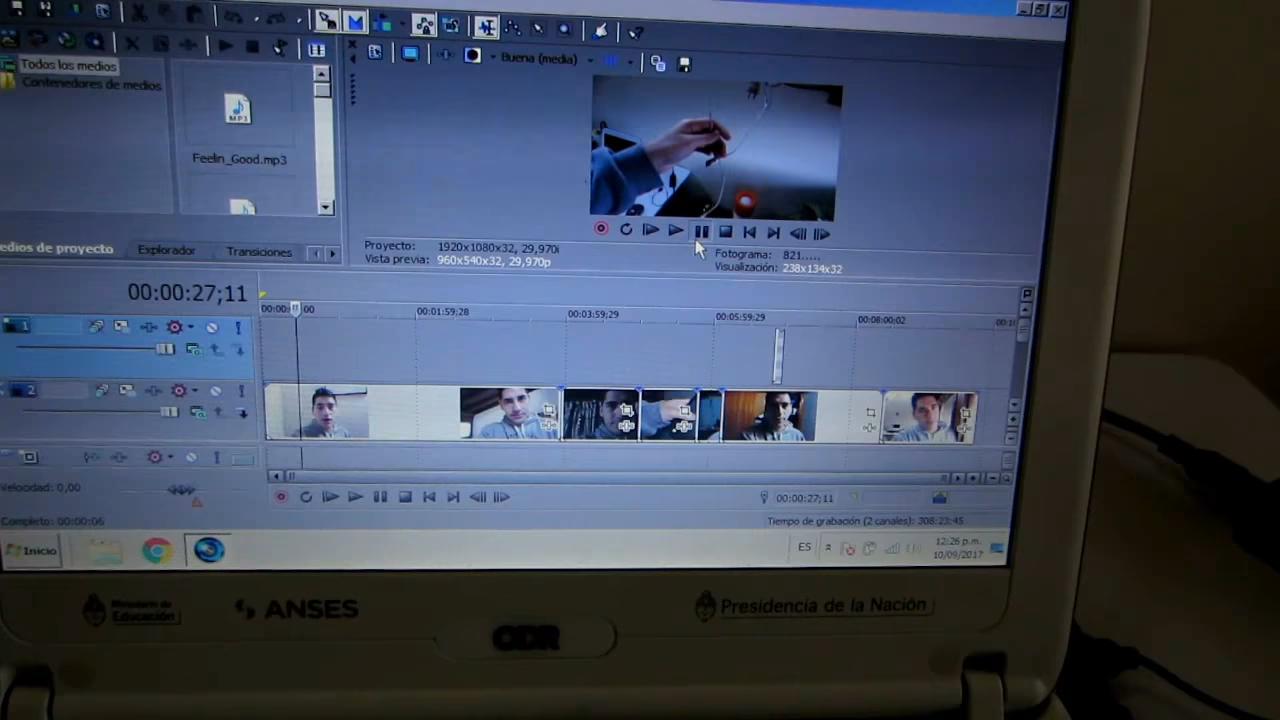 Buena (media)
Todos los medios
Contenedores de medios
MP3
Feelin_Good.mp3
edios de proyecto
Explorador
Transiciones
Proyecto: 1920x1080x32, 29,970i
Vista previa: 960x540x32, 29,970p
Fotograma: 821.....
Visualización: 238x134x32
00:00:27;11
00:00: 00
00:01:59;28
00:03:59;29
00:05:59;29
00:08:00;02
1
2
Velocidad: 0,00
00:00:27;11
Completo: 00:00:06
Tiempo de grabación (2 canales): 308:23:45
Inicio
ES
12:26 p.m.
10/09/2017
Ministerio de
Educación
ANSES
Presidencia de la Nación